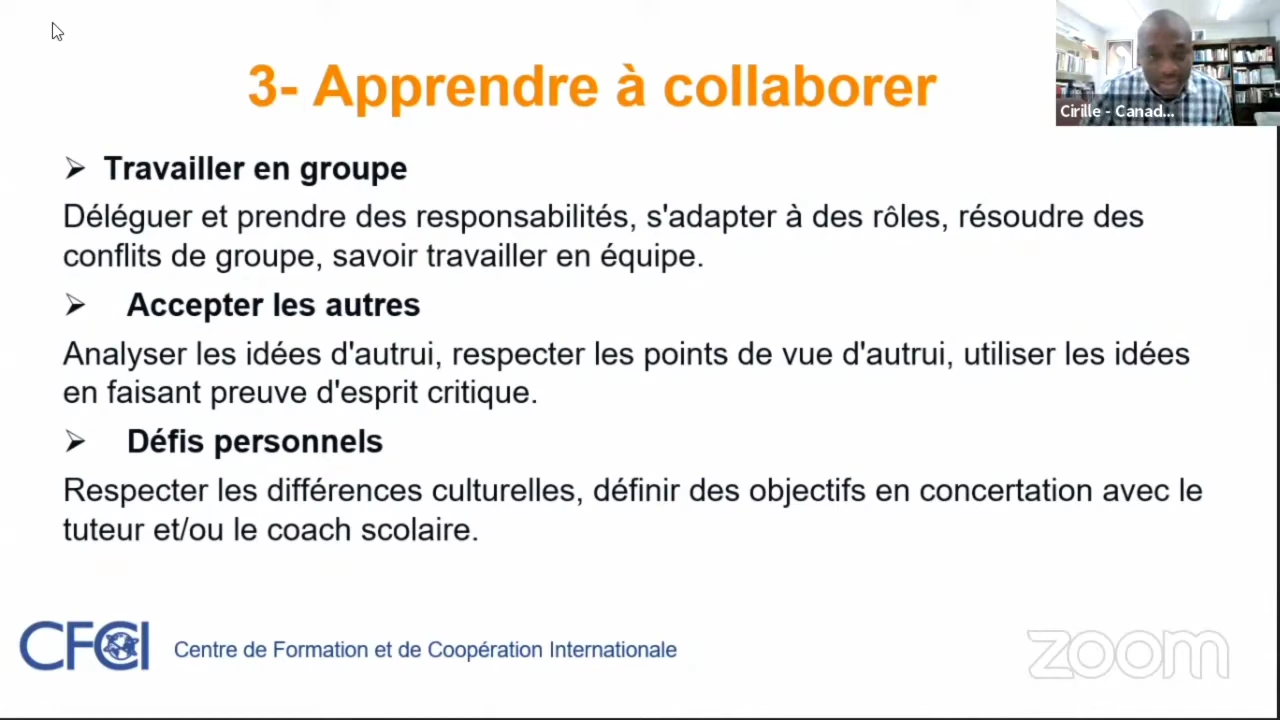 3- Apprendre à collaborer
Cirille - Canad...
Travailler en groupe
Déléguer et prendre des responsabilités, s'adapter à des rôles, résoudre des
conflits de groupe, savoir travailler en équipe.
Accepter les autres
Analyser les idées d'autrui, respecter les points de vue d'autrui, utiliser les idées
en faisant preuve d'esprit critique.
Défis personnels
Respecter les différences culturelles, définir des objectifs en concertation avec le
tuteur et/ou le coach scolaire.
CFCI
Centre de Formation et de Coopération Internationale
zoom